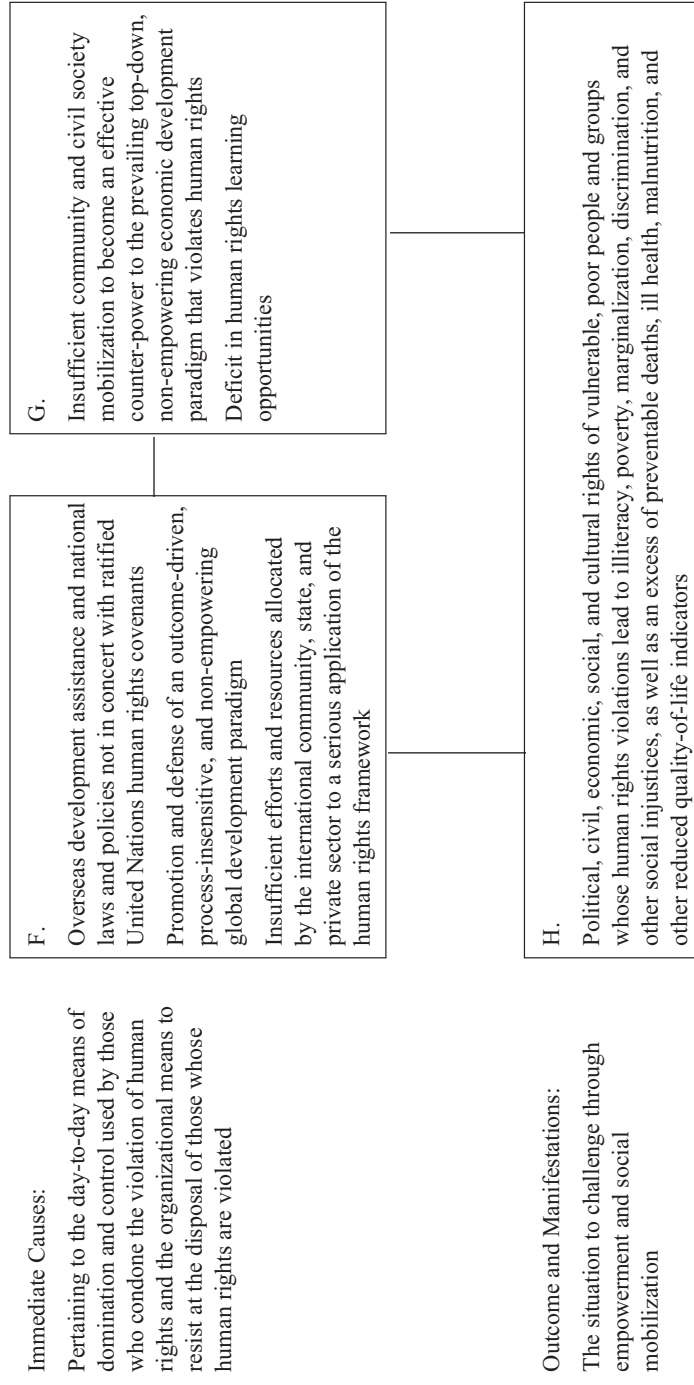 Immediate Causes:
Pertaining to the day-to-day means of
domination and control used by those
who condone the violation of human
rights and the organizational means to
resist at the disposal of those whose
human rights are violated
F.
Overseas development assistance and national
laws and policies not in concert with ratified
United Nations human rights covenants
Promotion and defense of an outcome-driven,
process-insensitive, and non-empowering
global development paradigm
Insufficient efforts and resources allocated
by the international community, state, and
private sector to a serious application of the
human rights framework
G.
Insufficient community and civil society
mobilization to become an effective
counter-power to the prevailing top-down,
non-empowering economic development
paradigm that violates human rights
Deficit in human rights learning
opportunities
Outcome and Manifestations:
The situation to challenge through
empowerment and social
mobilization
H.
Political, civil, economic, social, and cultural rights of vulnerable, poor people and groups
whose human rights violations lead to illiteracy, poverty, marginalization, discrimination, and
other social injustices, as well as an excess of preventable deaths, ill health, malnutrition, and
other reduced quality-of-life indicators